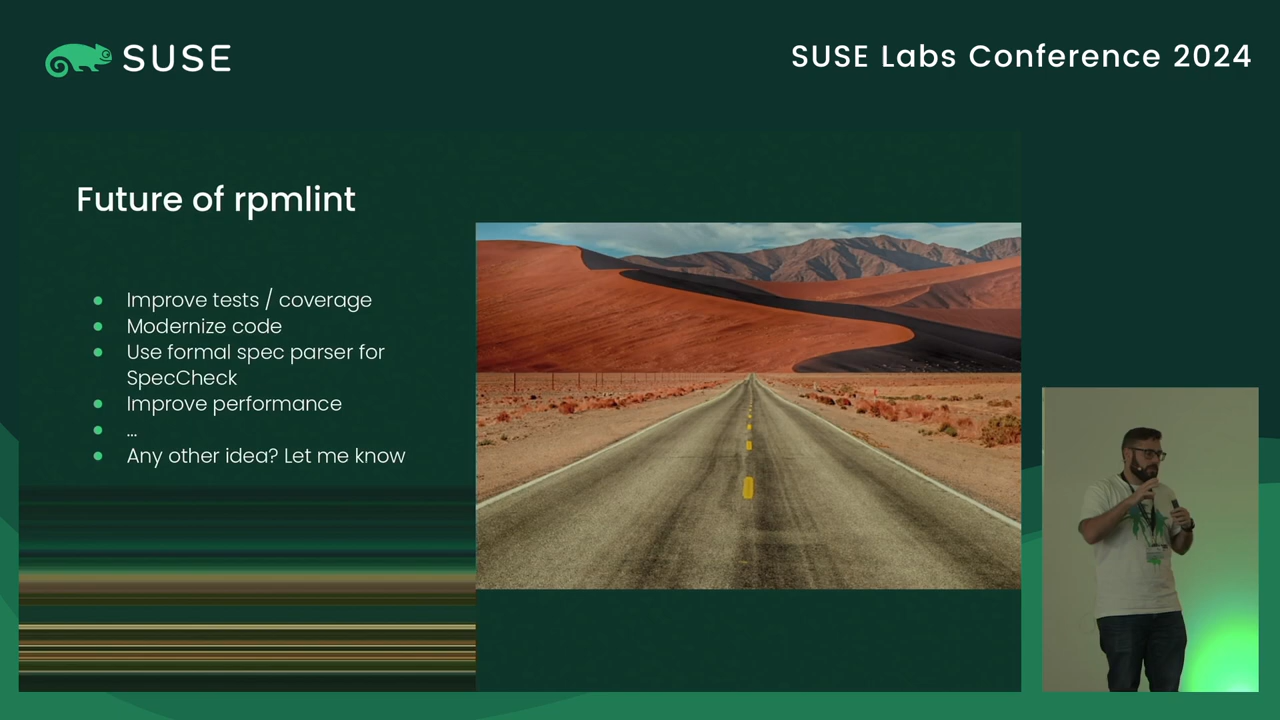 SUSE
SUSE Labs Conference 2024
Future of rpmlint
Improve tests / coverage
Modernize code
Use formal spec parser for
SpecCheck
Improve performance
...
Any other idea? Let me know